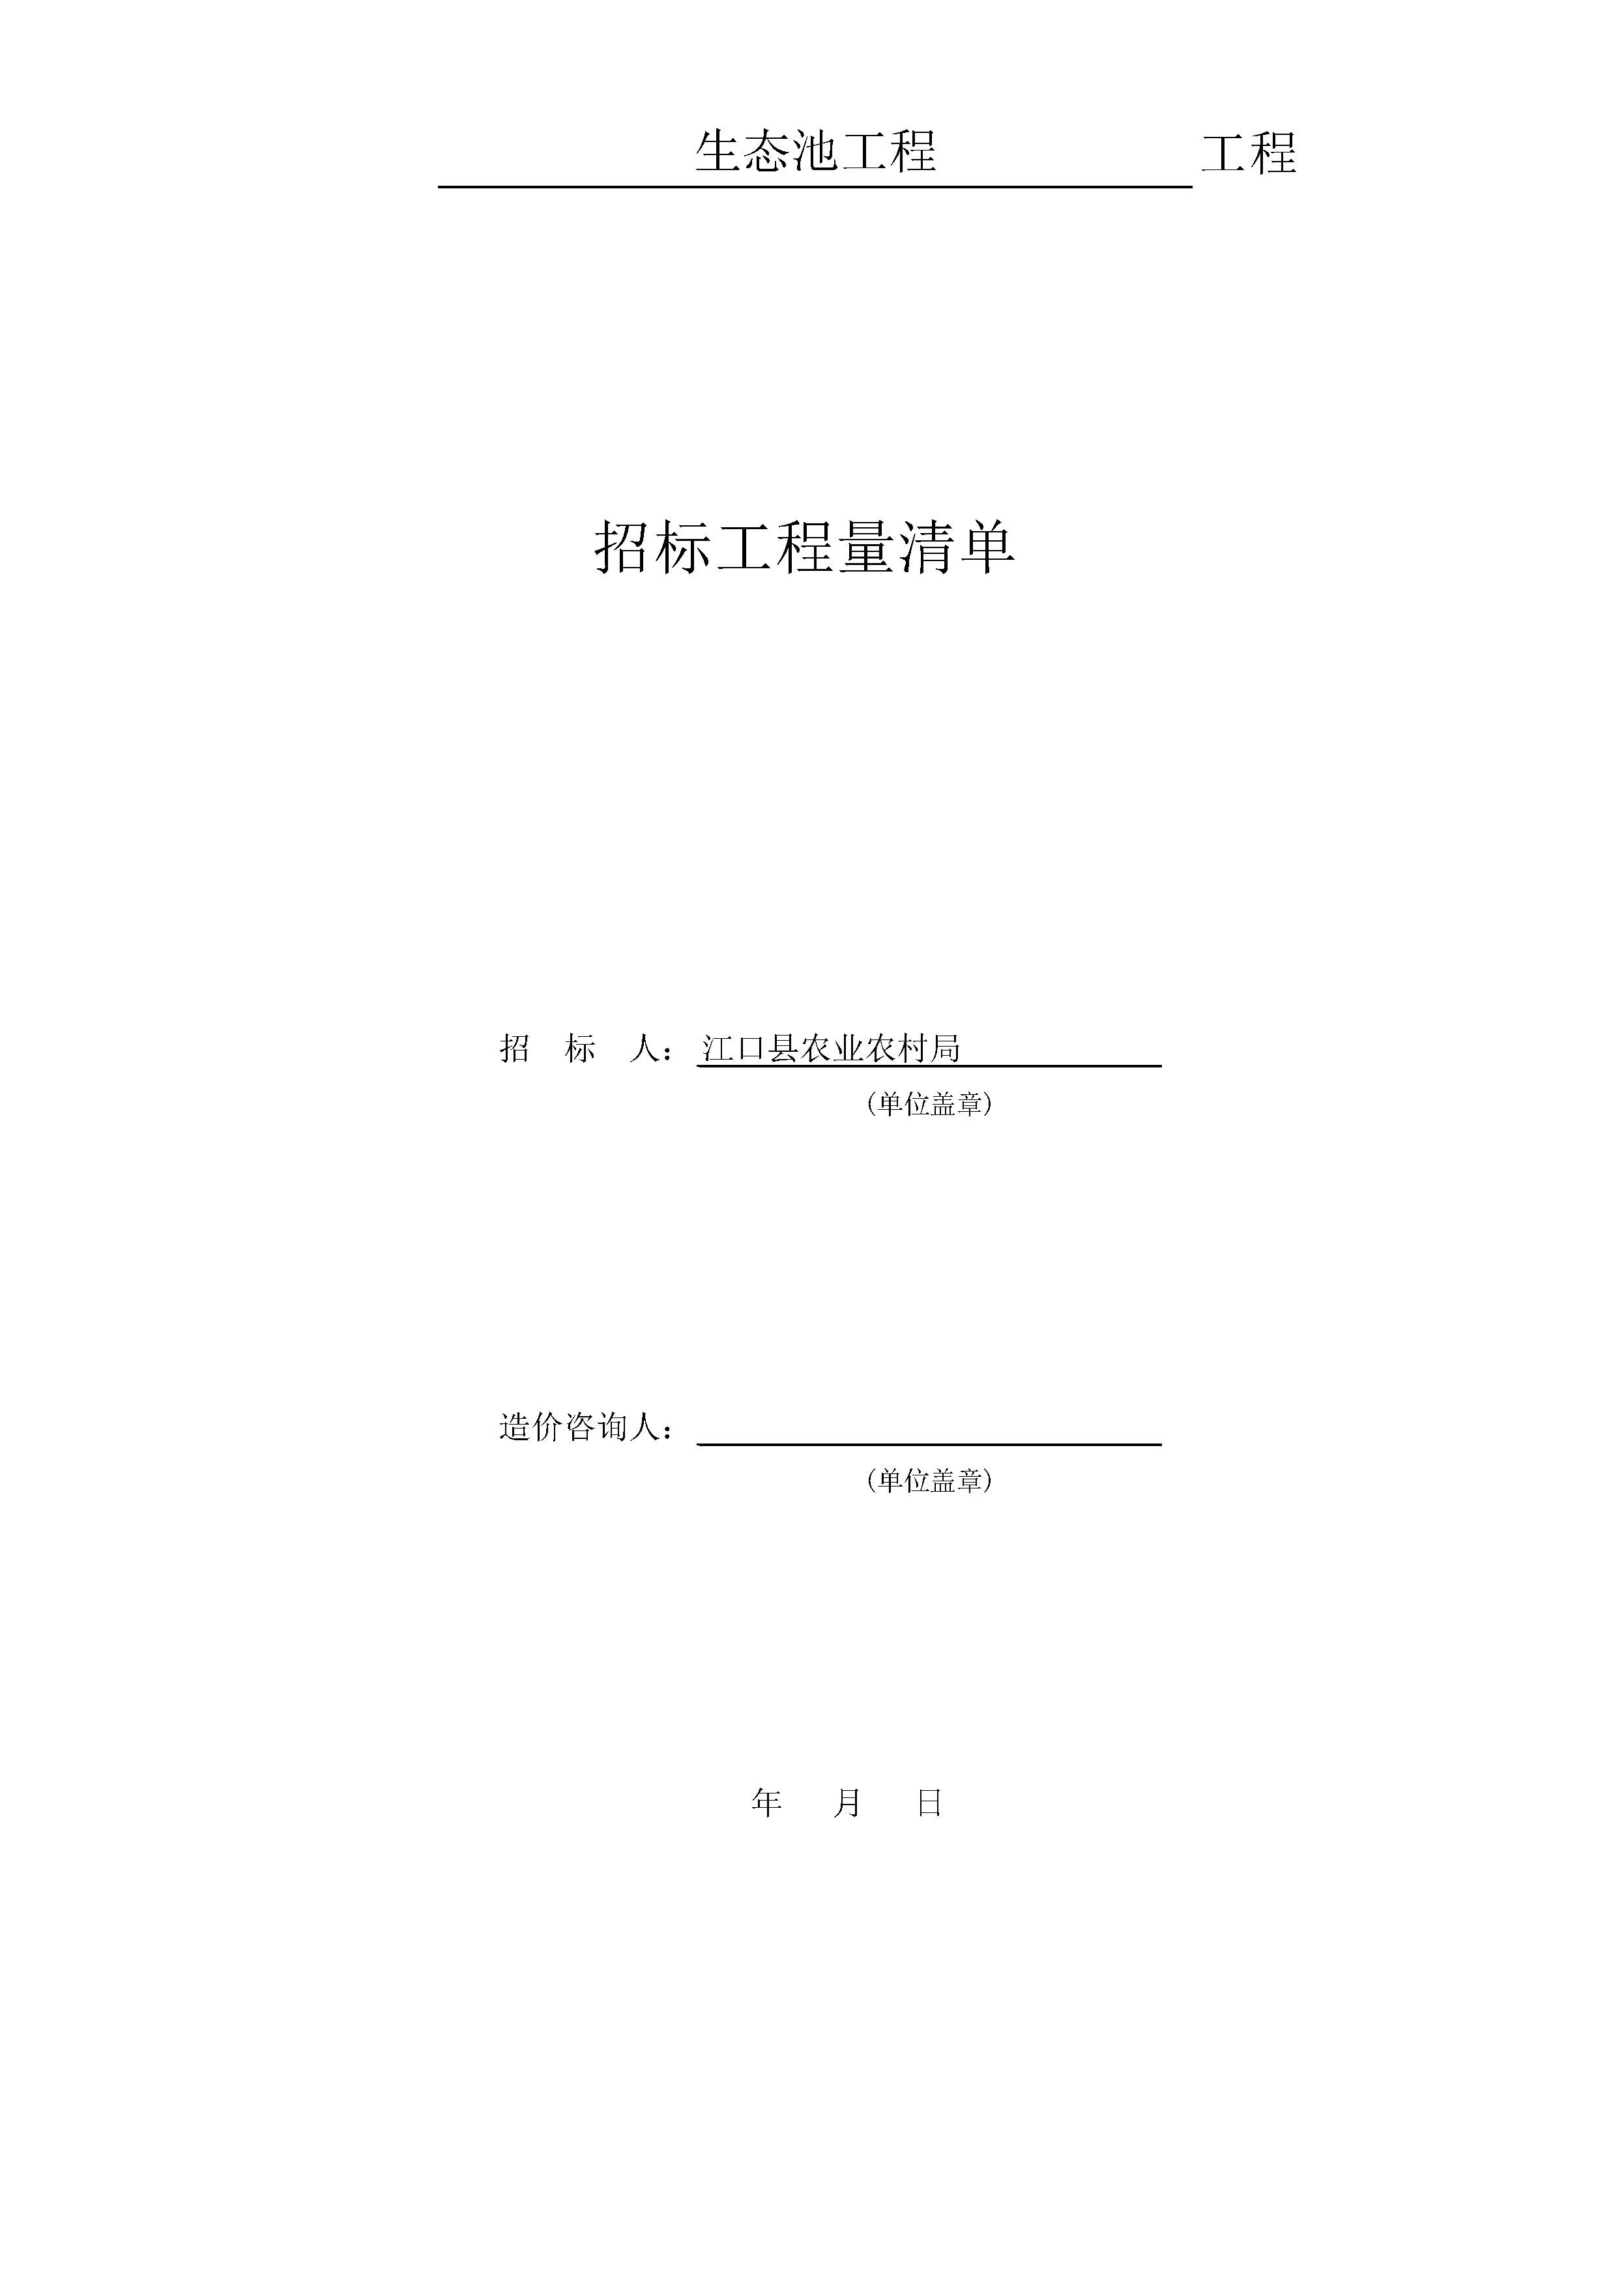 生态池工程 工程
招标工程量清单
招 标 人：江口县农业农村局
（单位盖章）
造价咨询人：
（单位盖章）
年 月 日